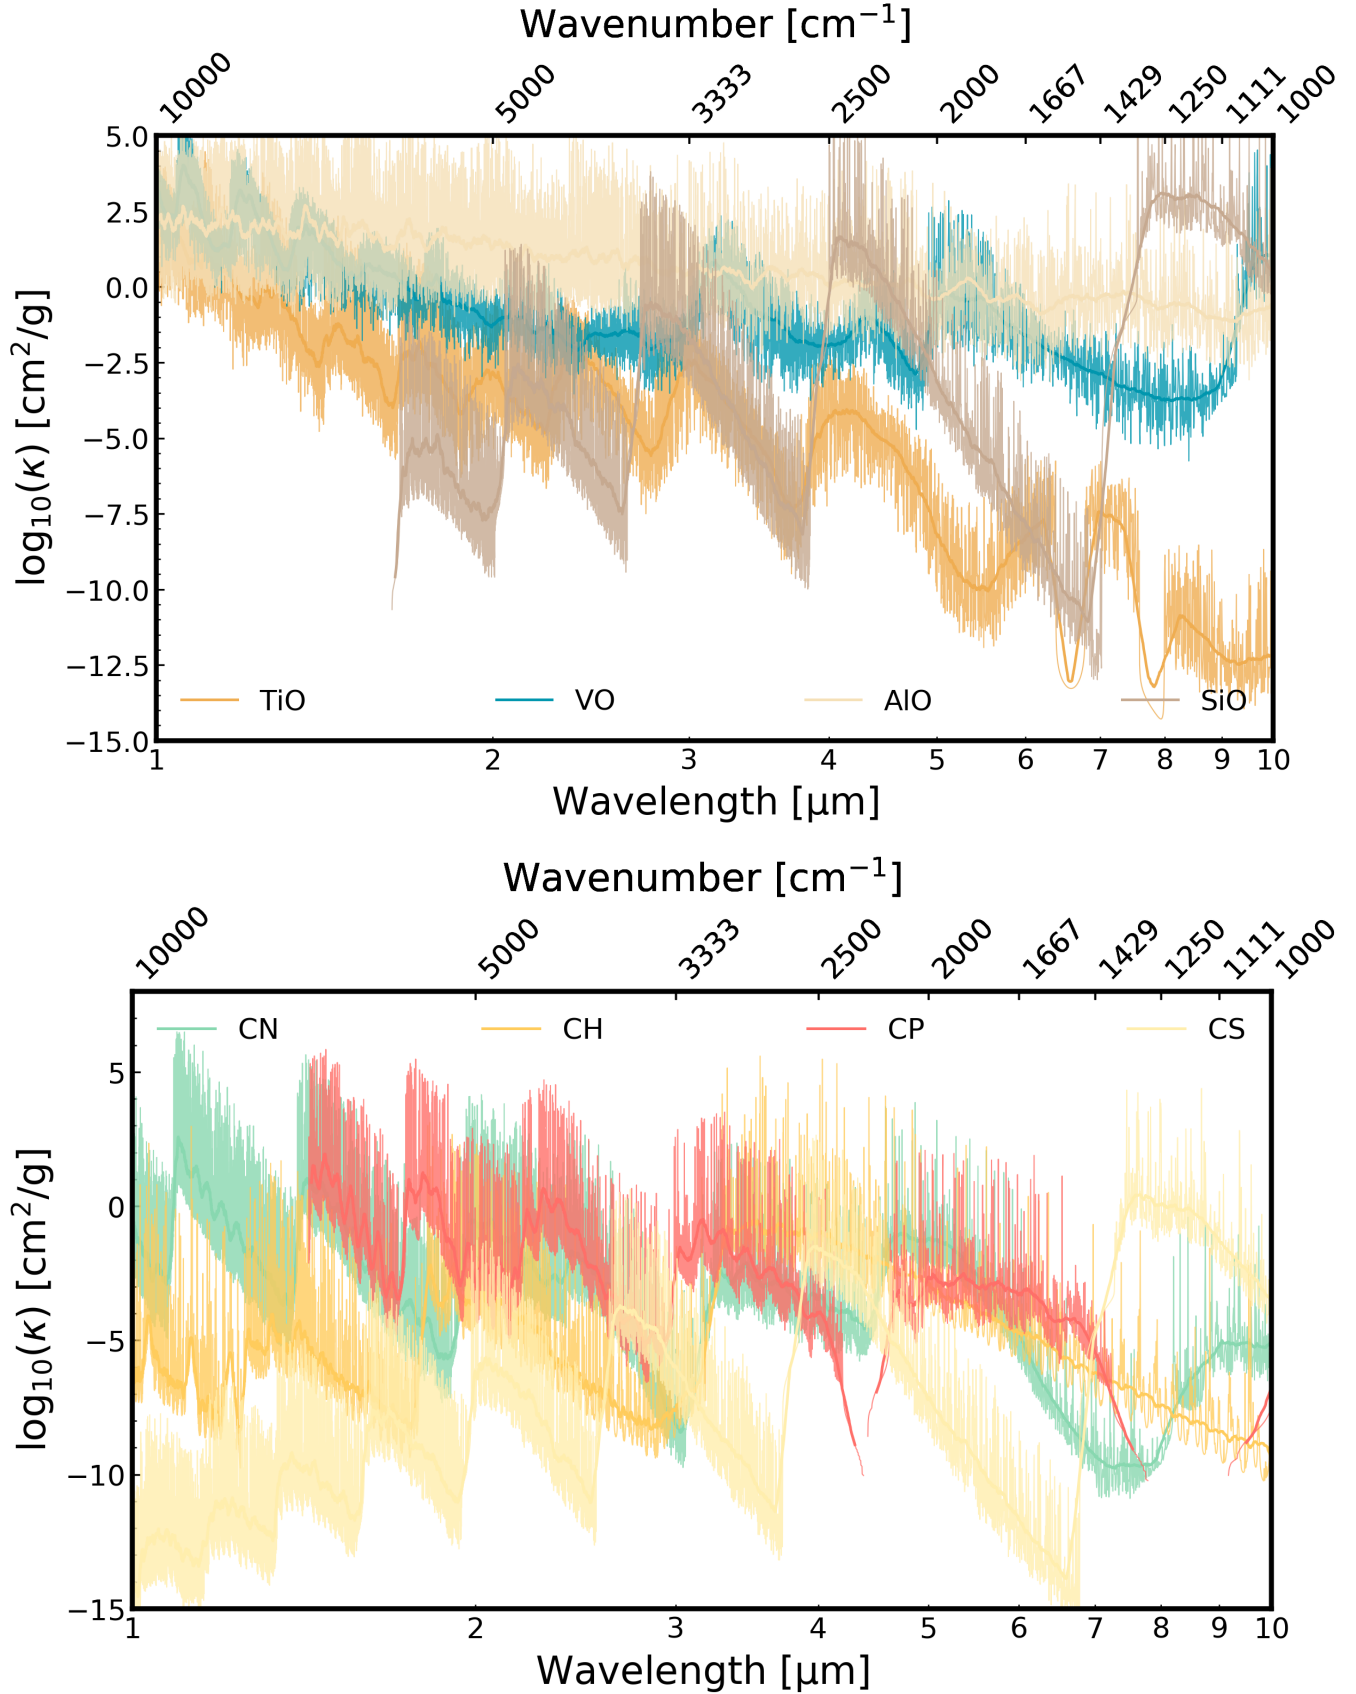 Wavenumber [cm⁻¹]
10000 5000 3333 2500 2000 1667 1429 1250 1111 1000
5.0
2.5
0.0
−2.5
−5.0
−7.5
−10.0
−12.5
−15.0
log₁₀(κ) [cm²/g]
TiO VO AlO SiO
1 2 3 4 5 6 7 8 9 10
Wavelength [μm]
Wavenumber [cm⁻¹]
10000 5000 3333 2500 2000 1667 1429 1250 1111 1000
CN CH CP CS
5
0
−5
−10
−15
log₁₀(κ) [cm²/g]
1 2 3 4 5 6 7 8 9 10
Wavelength [μm]